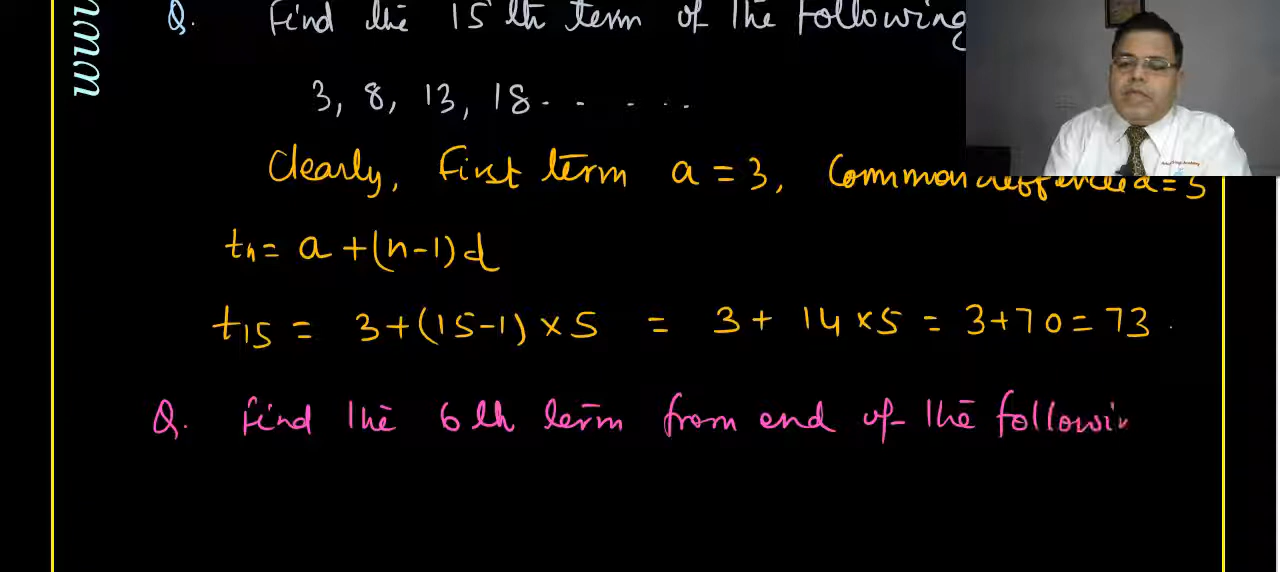 www
Q. Find the 15th term of the following
3, 8, 13, 18 - - - - ...
Clearly, First term a = 3, Common difference d = 5
tn = a + (n-1) d
t15 = 3 + (15-1) × 5 = 3 + 14 × 5 = 3 + 70 = 73
Q. Find the 6th term from end of the followin